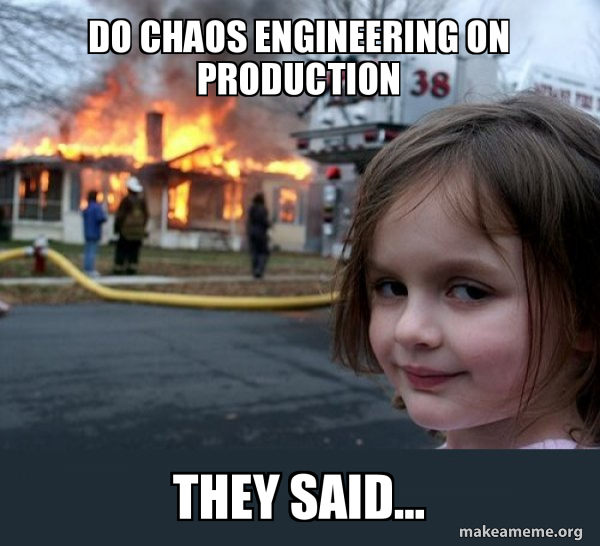 DO CHAOS ENGINEERING ON
PRODUCTION
38
THEY SAID...
makeameme.org